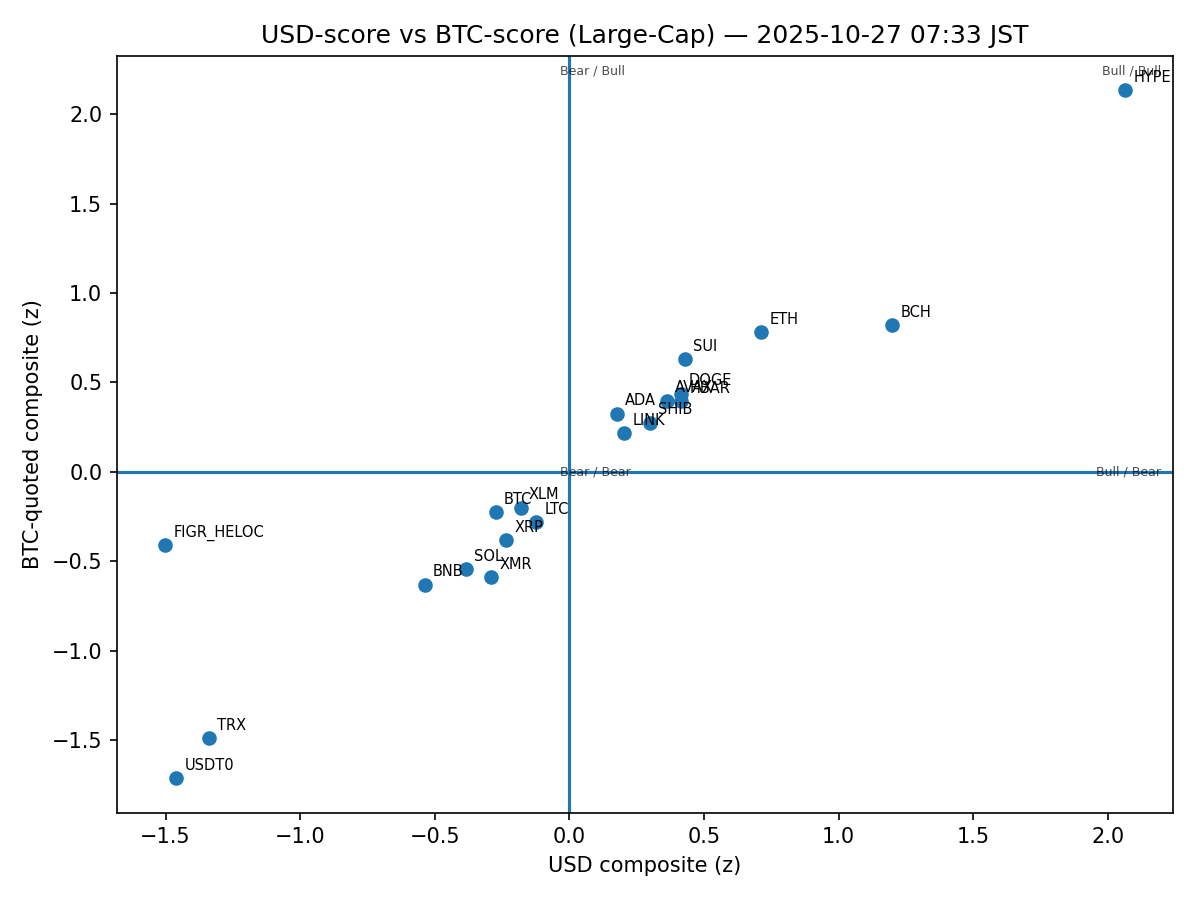 USD-score vs BTC-score (Large-Cap) — 2025-10-27 07:33 JST
Bear / Bull
Bull / Bull
HYPE
2.0
1.5
1.0
BCH
ETH
SUI
0.5
DOGE
AVAX
HBAR
ADA
SHIB
LINK
0.0
Bear / Bear
Bull / Bear
BTC
XLM
LTC
XRP
FIGR_HELOC
−0.5
SOL
XMR
BNB
−1.0
TRX
−1.5
USDT0
−1.5
−1.0
−0.5
0.0
0.5
1.0
1.5
2.0
USD composite (z)
BTC-quoted composite (z)